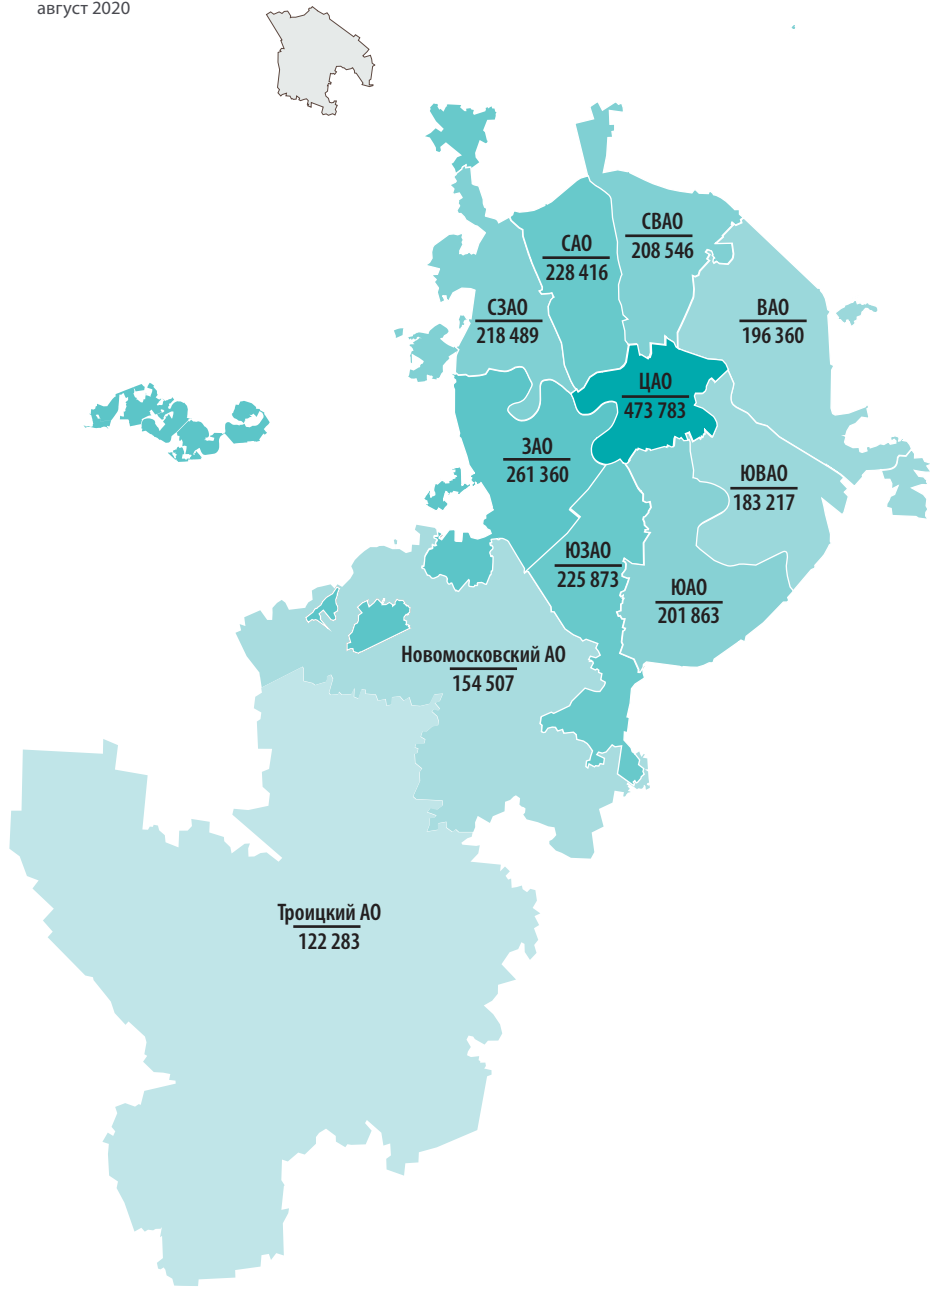 август 2020
СВАО
208 546
САО
228 416
СЗАО
218 489
ВАО
196 360
ЦАО
473 783
ЗАО
261 360
ЮВАО
183 217
ЮЗАО
225 873
ЮАО
201 863
Новомосковский АО
154 507
Троицкий АО
122 283